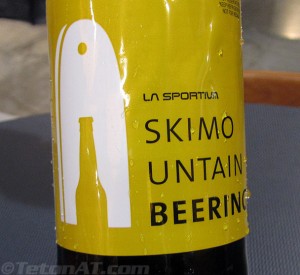 LA SPORTIVA
SKIMO
UNTAIN
BEERING
©TetonAT.com